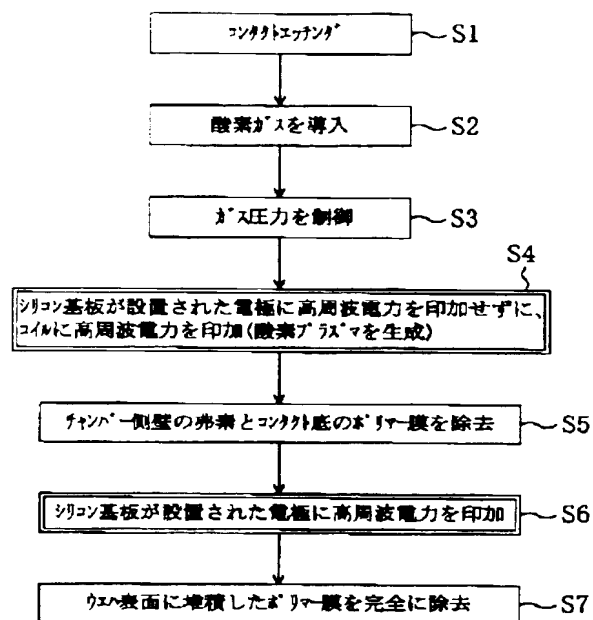 コンタクトエッチング
S1
酸素ガスを導入
S2
ガス圧力を制御
S3
S4
シリコン基板が設置された電極に高周波電力を印加せずに、
コイルに高周波電力を印加(酸素プラズマを生成)
チャンバー側壁の弗素とコンタクト底のポリマー膜を除去
S5
シリコン基板が設置された電極に高周波電力を印加
S6
ウエハ表面に堆積したポリマー膜を完全に除去
S7